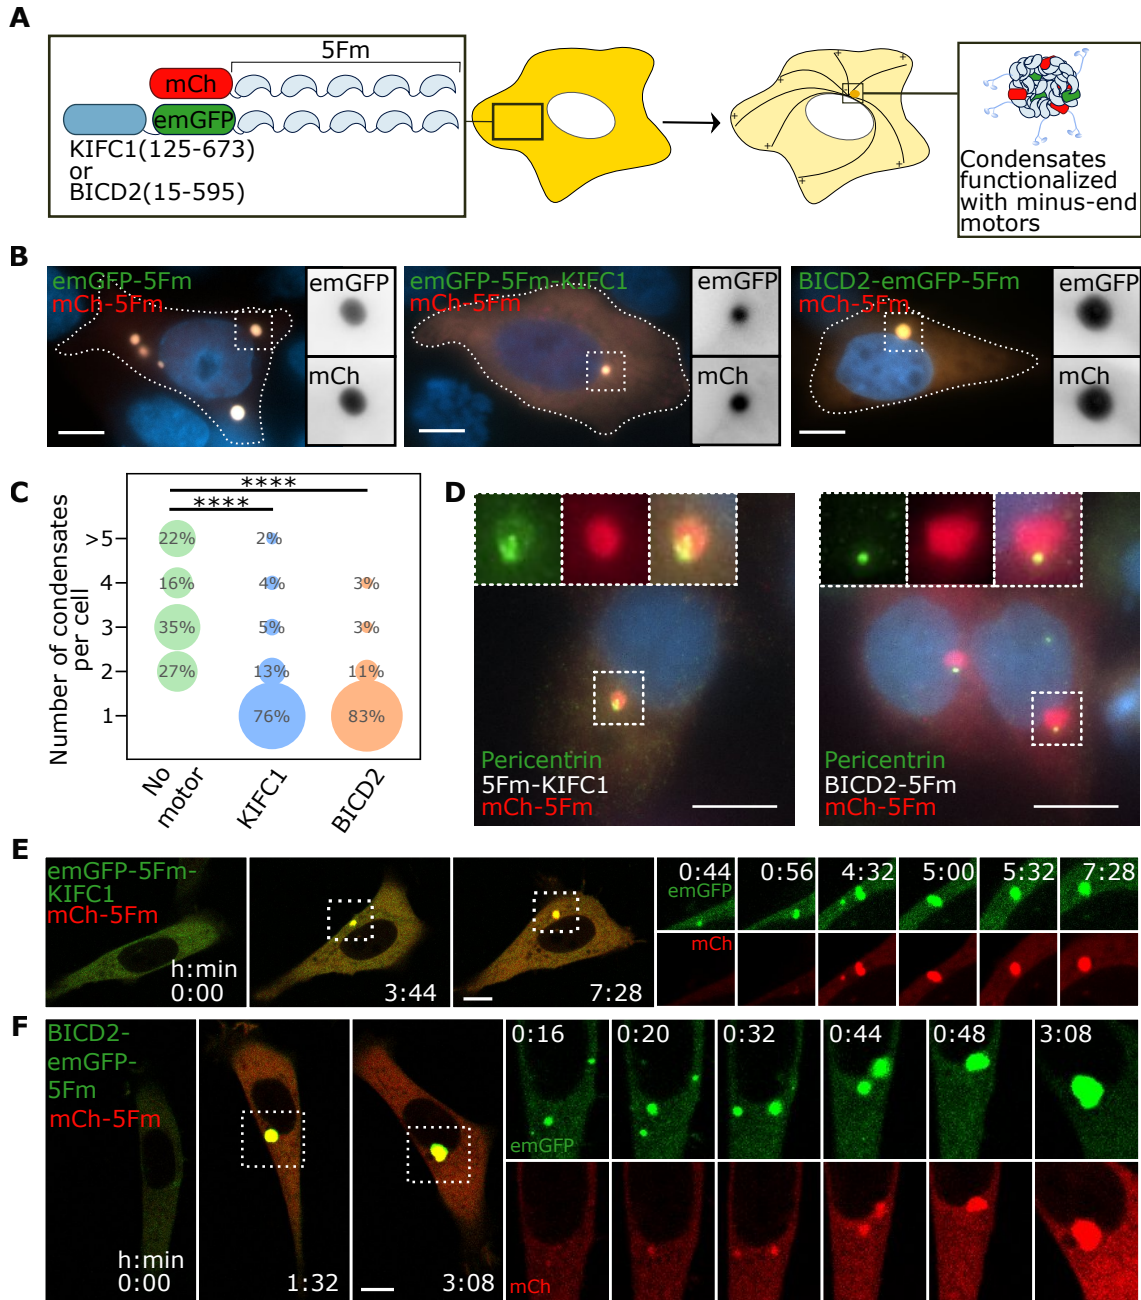 A
5Fm
mCh
emGFP
KIFC1(125-673)
or
BICD2(15-595)
+
+
+
+
+
+
Condensates
functionalized
with minus-end
motors
B
emGFP-5Fm
mCh-5Fm
emGFP
mCh
emGFP-5Fm-KIFC1
mCh-5Fm
emGFP
mCh
BICD2-emGFP-5Fm
mCh-5Fm
emGFP
mCh
C
Number of condensates
per cell
****
****
>5
22%
2%
4
16%
4%
3%
3
35%
5%
3%
2
27%
13%
11%
1
76%
83%
No
motor
KIFC1
BICD2
D
Pericentrin
5Fm-KIFC1
mCh-5Fm
Pericentrin
BICD2-5Fm
mCh-5Fm
E
emGFP-5Fm-
KIFC1
mCh-5Fm
h:min
0:00
3:44
7:28
0:44
0:56
4:32
5:00
5:32
7:28
emGFP
mCh
F
BICD2-
emGFP-
5Fm
mCh-5Fm
h:min
0:00
1:32
3:08
0:16
0:20
0:32
0:44
0:48
3:08
emGFP
mCh